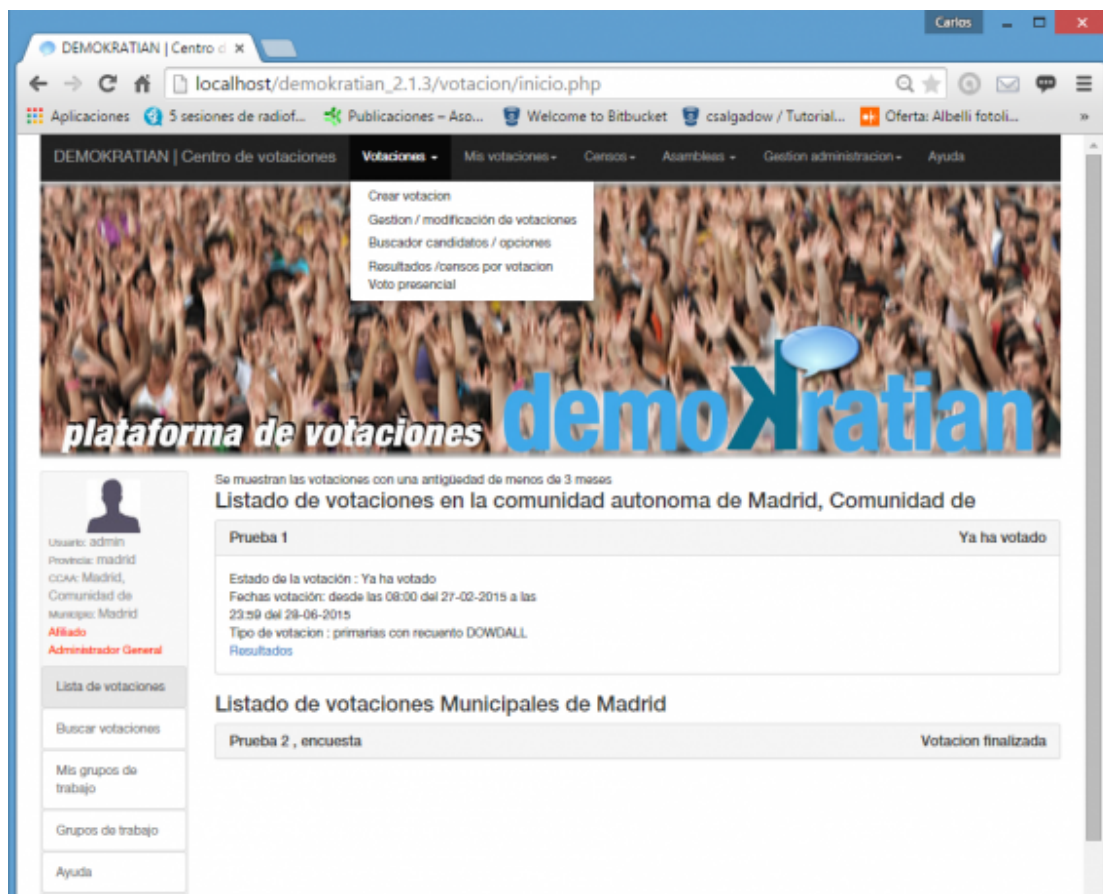 Carlos
DEMOKRATIAN | Centro d
localhost/demokratian_2.1.3/votacion/inicio.php
Aplicaciones 5 sesiones de radiof... Publicaciones – Aso... Welcome to Bitbucket csalgadow / Tutorial... Oferta: Albelli fotoli... »
DEMOKRATIAN | Centro de votaciones Votaciones Mis votaciones Censos Asambleas Gestion administracion Ayuda
Crear votacion
Gestion / modificación de votaciones
Buscador candidatos / opciones
Resultados /censos por votacion
Voto presencial
plataforma de votaciones demokratian
Usuario: admin
Provincia: madrid
CCAA: Madrid,
Comunidad de
Municipio: Madrid
Afiliado
Administrador General
Lista de votaciones
Buscar votaciones
Mis grupos de
trabajo
Grupos de trabajo
Ayuda
Se muestran las votaciones con una antigüedad de menos de 3 meses
Listado de votaciones en la comunidad autonoma de Madrid, Comunidad de
Prueba 1 Ya ha votado
Estado de la votación : Ya ha votado
Fechas votación: desde las 08:00 del 27-02-2015 a las
23:59 del 28-06-2015
Tipo de votacion : primarias con recuento DOWDALL
Resultados
Listado de votaciones Municipales de Madrid
Prueba 2 , encuesta Votacion finalizada